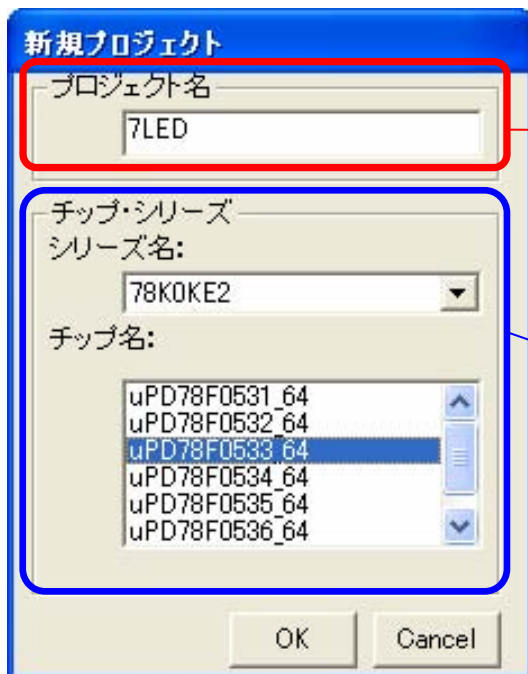 新規プロジェクト
プロジェクト名
7LED
チップ・シリーズ
シリーズ名:
78K0KE2
チップ名:
uPD78F0531_64
uPD78F0532_64
uPD78F0533_64
uPD78F0534_64
uPD78F0535_64
uPD78F0536_64
OK
Cancel